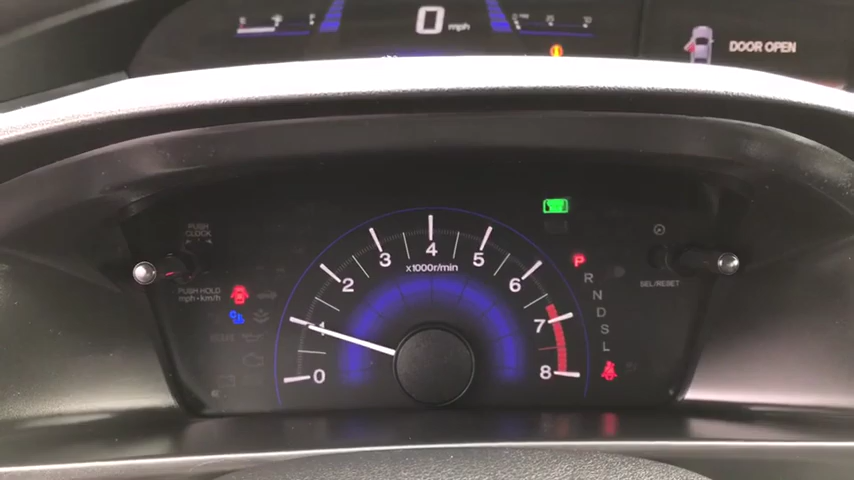 0 mph
DOOR OPEN
PUSH
CLOCK
PUSH HOLD
mph•km/h
0
1
2
3
4
5
6
7
8
x1000r/min
P
R
N
D
S
L
SEL/RESET